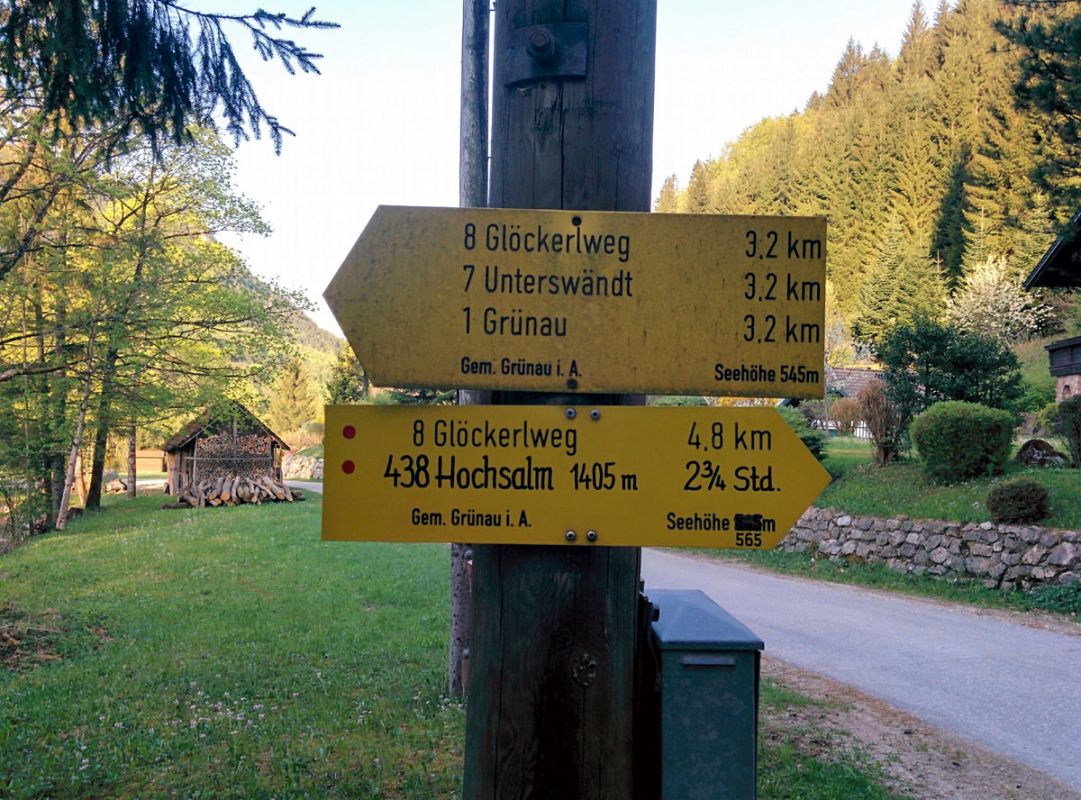 8 Glöckerlweg 3,2 km
7 Unterswändt 3,2 km
1 Grünau 3,2 km
Gem. Grünau i. A. Seehöhe 545m
8 Glöckerlweg 4,8 km
438 Hochsalm 1405 m 2¾ Std.
Gem. Grünau i. A. Seehöhe m
565